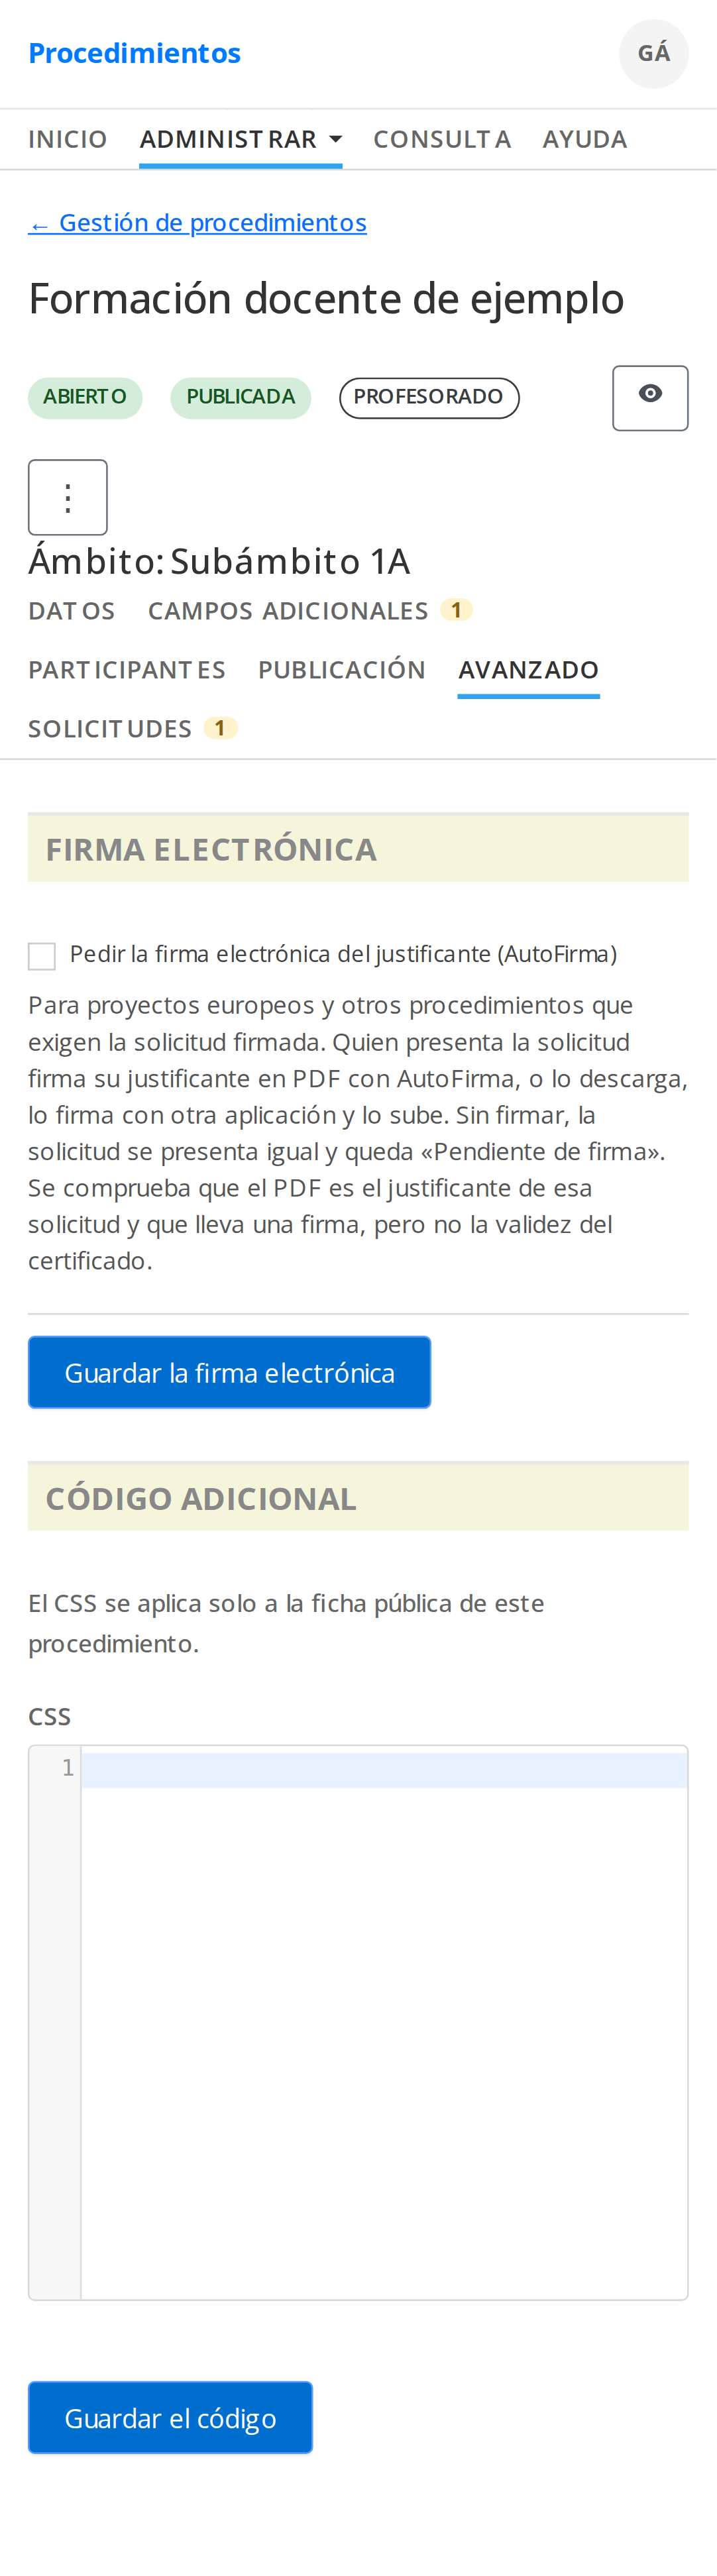 Procedimientos
GÁ
INICIO
ADMINISTRAR
CONSULTA
AYUDA
← Gestión de procedimientos
Formación docente de ejemplo
ABIERTO
PUBLICADA
PROFESORADO
⋮
Ámbito: Subámbito 1A
DATOS
CAMPOS ADICIONALES 1
PARTICIPANTES
PUBLICACIÓN
AVANZADO
SOLICITUDES 1
FIRMA ELECTRÓNICA
Pedir la firma electrónica del justificante (AutoFirma)
Para proyectos europeos y otros procedimientos que
exigen la solicitud firmada. Quien presenta la solicitud
firma su justificante en PDF con AutoFirma, o lo descarga,
lo firma con otra aplicación y lo sube. Sin firmar, la
solicitud se presenta igual y queda «Pendiente de firma».
Se comprueba que el PDF es el justificante de esa
solicitud y que lleva una firma, pero no la validez del
certificado.
Guardar la firma electrónica
CÓDIGO ADICIONAL
El CSS se aplica solo a la ficha pública de este
procedimiento.
CSS
1
Guardar el código